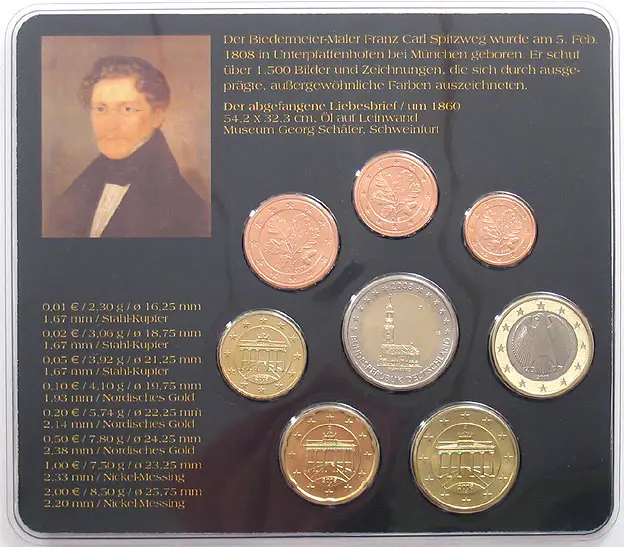 Der Biedermeier-Maler Franz Carl Spitzweg wurde am 5. Feb.
1808 in Unterpfaffenhofen bei München geboren. Er schuf
über 1.500 Bilder und Zeichnungen, die sich durch ausge-
prägte, außergewöhnliche Farben auszeichneten.
Der abgefangene Liebesbrief / um 1860
54,2 x 32,3 cm, Öl auf Leinwand
Museum Georg Schäfer, Schweinfurt
0,01 € / 2,30 g / ø 16,25 mm
1,67 mm / Stahl-Kupfer
0,02 € / 3,06 g / ø 18,75 mm
1,67 mm / Stahl-Kupfer
0,05 € / 3,92 g / ø 21,25 mm
1,67 mm / Stahl-Kupfer
0,10 € / 4,10 g / ø 19,75 mm
1,93 mm / Nordisches Gold
0,20 € / 5,74 g / ø 22,25 mm
2,14 mm / Nordisches Gold
0,50 € / 7,80 g / ø 24,25 mm
2,38 mm / Nordisches Gold
1,00 € / 7,50 g / ø 23,25 mm
2,33 mm / Nickel-Messing
2,00 € / 8,50 g / ø 25,75 mm
2,20 mm / Nickel-Messing
2008
BUNDESREPUBLIK DEUTSCHLAND